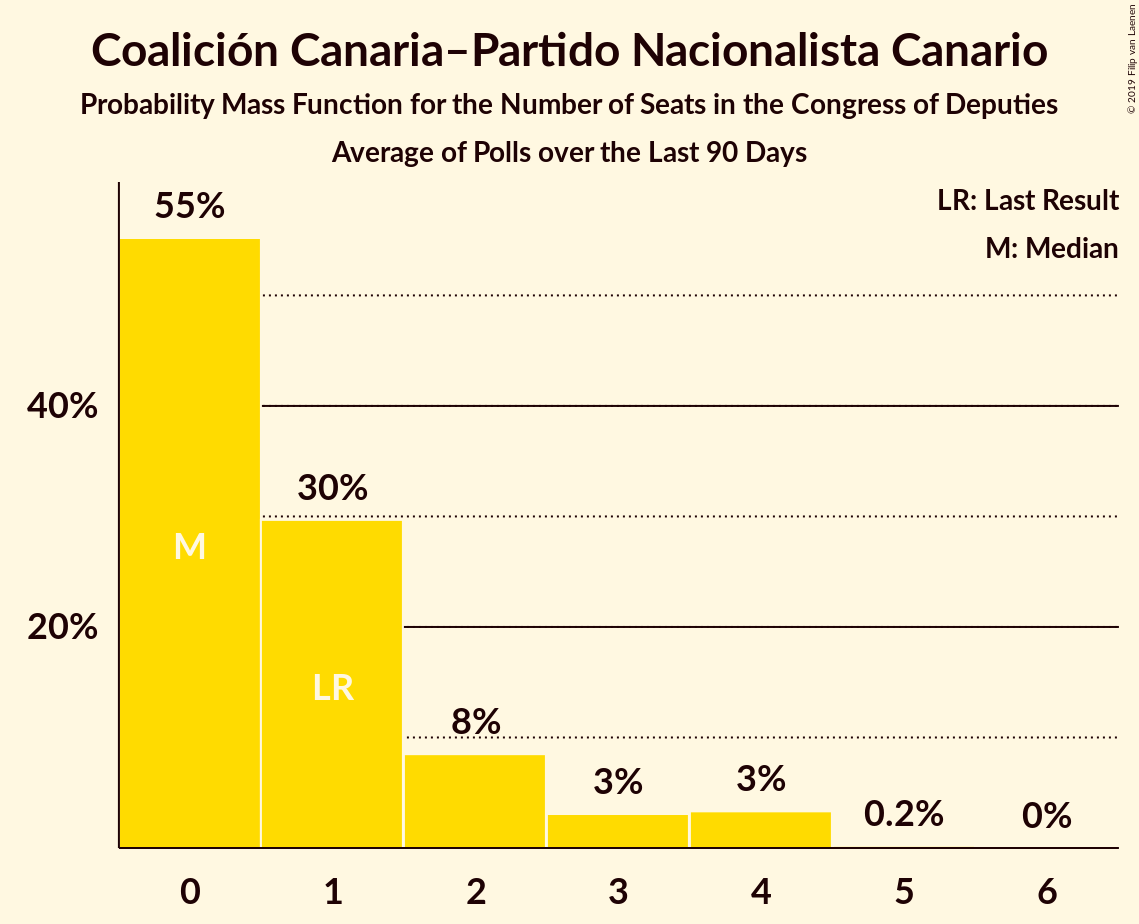 Coalición Canaria–Partido Nacionalista Canario
Probability Mass Function for the Number of Seats in the Congress of Deputies
Average of Polls over the Last 90 Days
© 2019 Filip van Laenen
LR: Last Result
M: Median
55%
40%
30%
M
20%
LR
8%
3%
3%
0.2%
0%
0 1 2 3 4 5 6